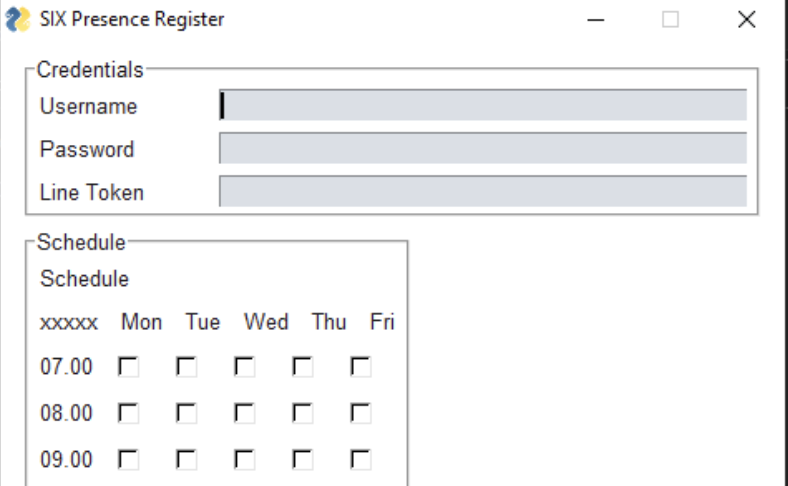 SIX Presence Register
Credentials
Username
Password
Line Token
Schedule
Schedule
xxxxx Mon Tue Wed Thu Fri
07.00
08.00
09.00